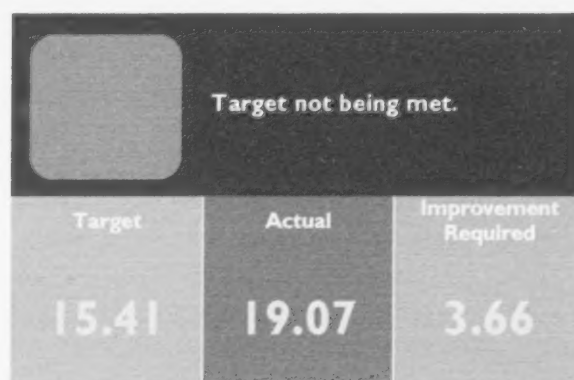 Target not being met.
Target
Actual
Improvement
Required
15.41
19.07
3.66